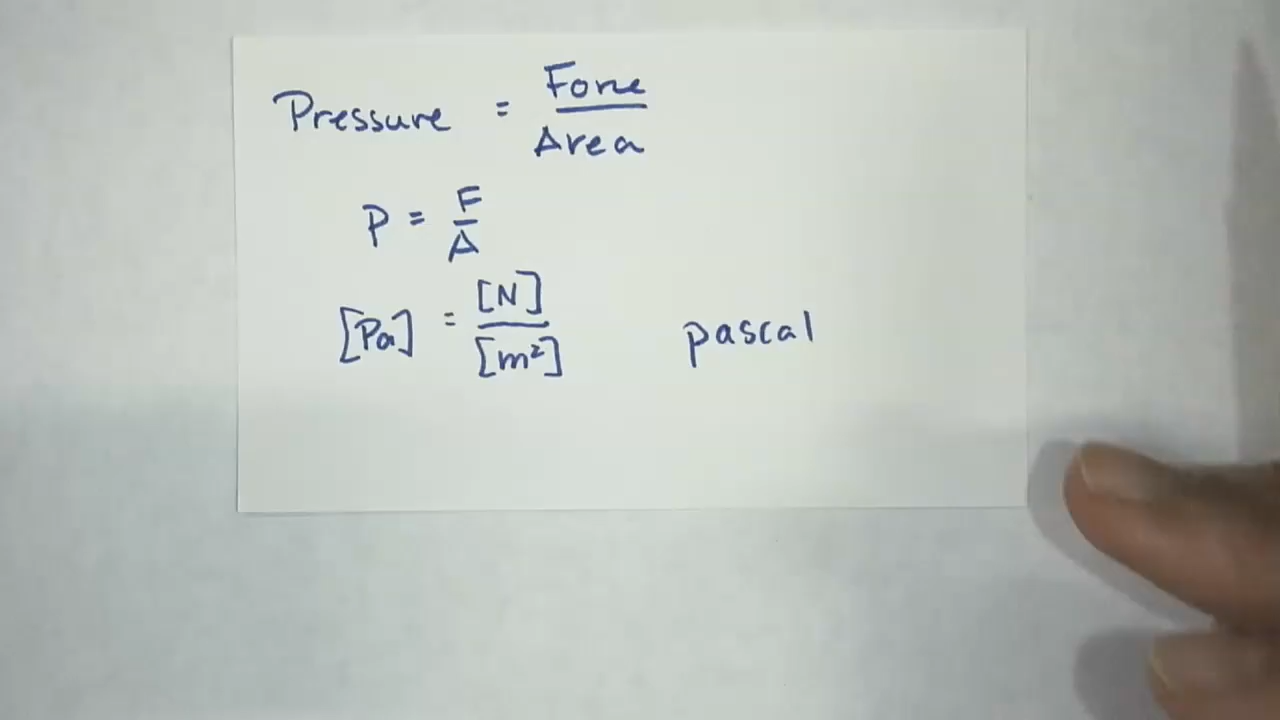 Pressure = Force / Area
P = F / A
[Pa] = [N] / [m²] pascal